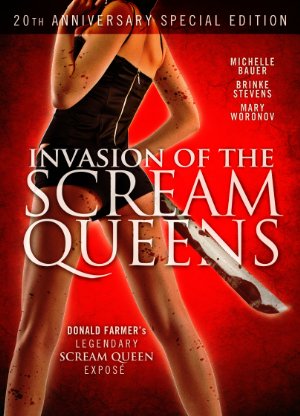 20TH ANNIVERSARY SPECIAL EDITION
MICHELLE
BAUER
BRINKE
STEVENS
MARY
WORONOV
INVASION OF THE
SCREAM
QUEENS
DONALD FARMER's
LEGENDARY
SCREAM QUEEN
EXPOSÉ